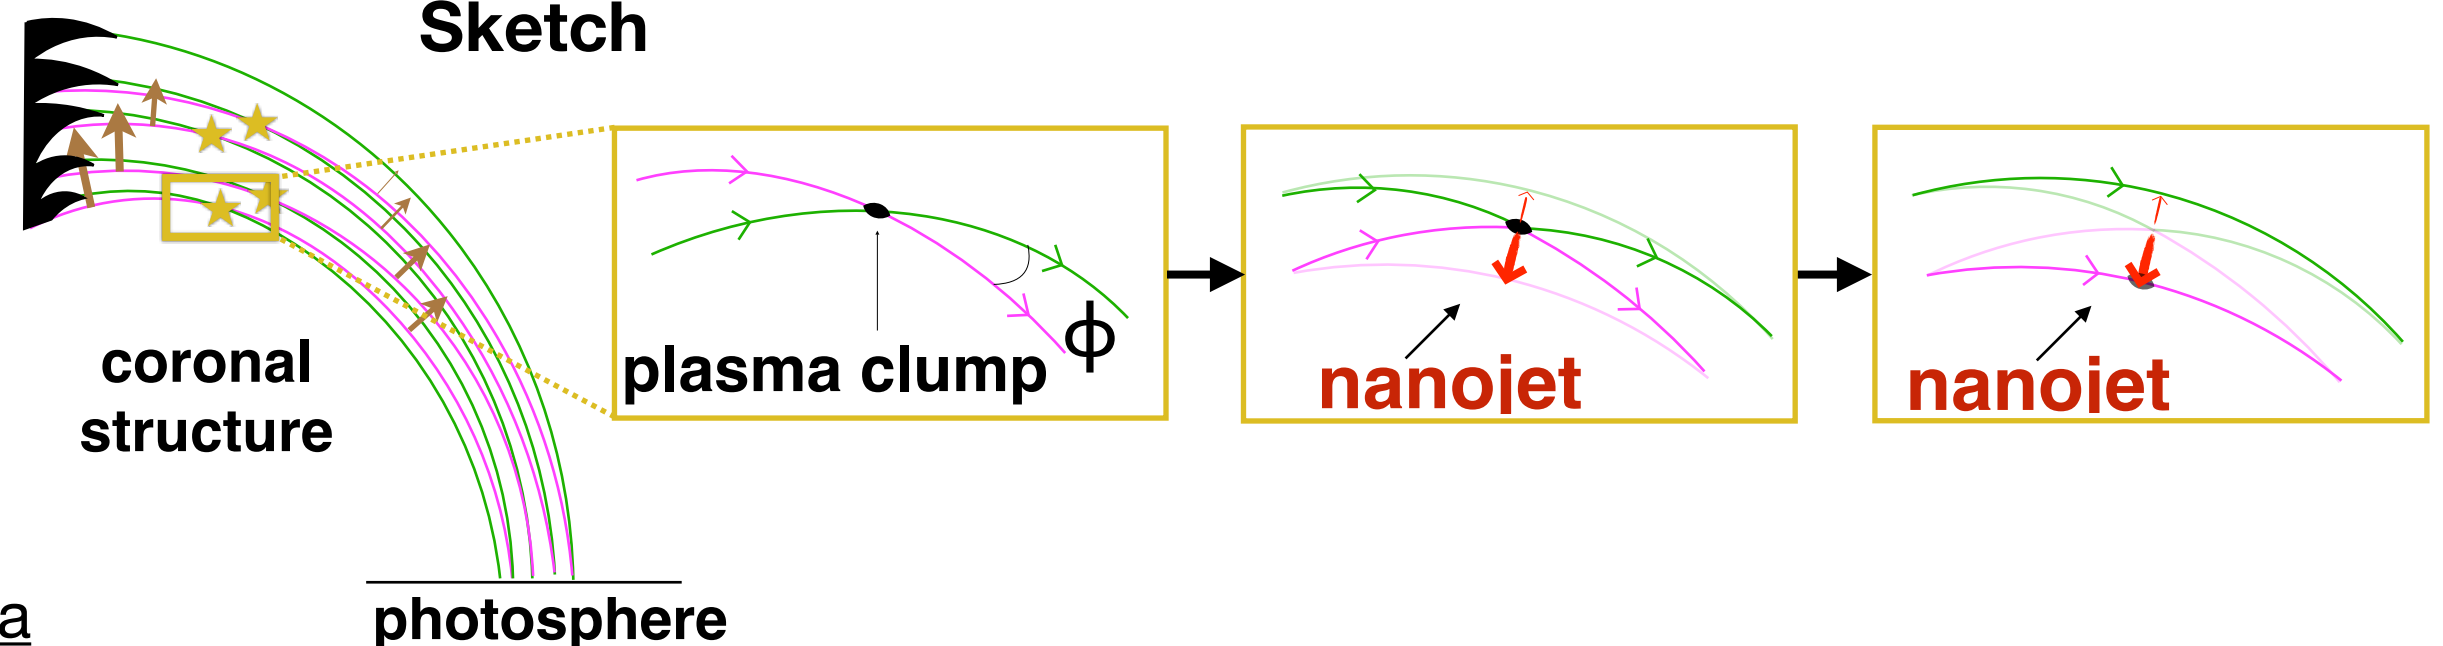 Sketch
coronal
structure
plasma clump ϕ
nanojet
nanojet
photosphere
a